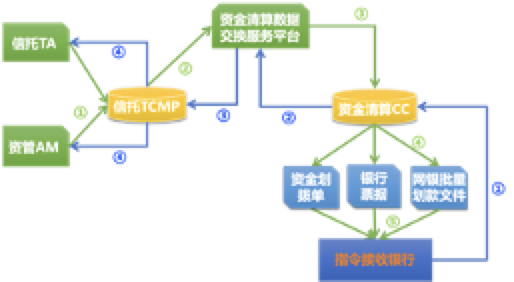 资金清算数据
交换服务平台
③
信托TA
④
②
信托TCMP
③
①
②
资金清算CC
资管AM
④
④
资金划
拨单
银行
票据
网银批量
划款文件
①
⑤
指令接收银行